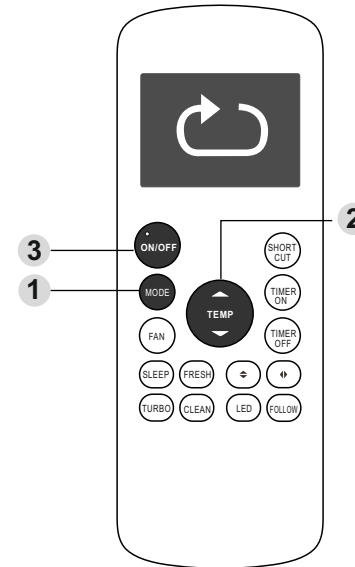 2
3
ON/OFF
SHORT
CUT
1
MODE
TEMP
TIMER
ON
FAN
TIMER
OFF
SLEEP FRESH
TURBO CLEAN LED FOLLOW